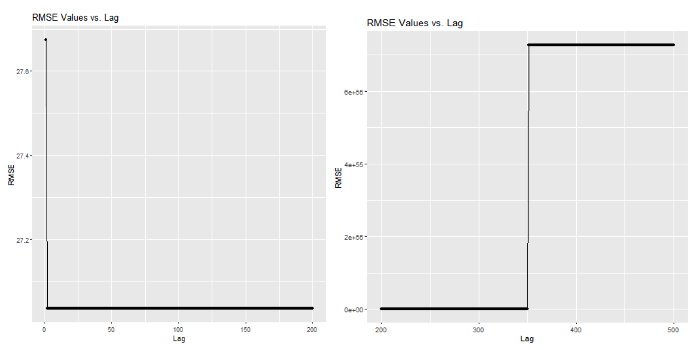 RMSE Values vs. Lag
27.6
27.4
27.2
RMSE
0
50
100
150
200
Lag
RMSE Values vs. Lag
6e+55
4e+55
2e+55
0e+00
RMSE
200
300
400
500
Lag